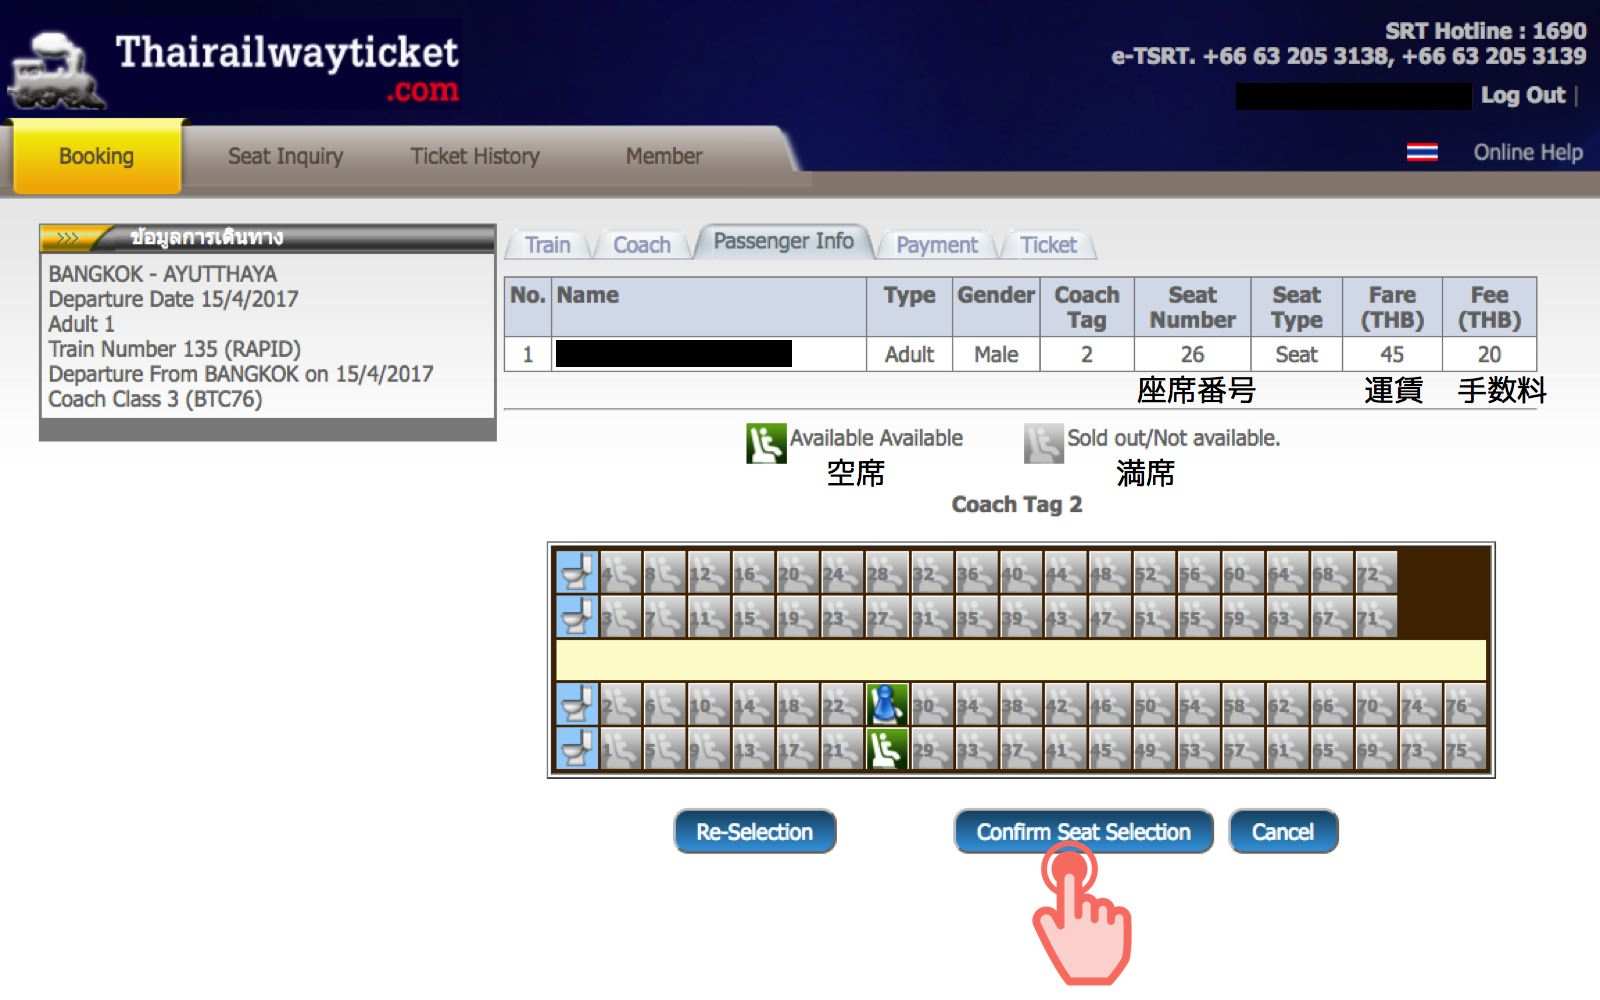 Thairailwayticket
.com
SRT Hotline : 1690
e-TSRT. +66 63 205 3138, +66 63 205 3139
Log Out |
Booking
Seat Inquiry
Ticket History
Member
Online Help
>>> ข้อมูลการเดินทาง
BANGKOK - AYUTTHAYA
Departure Date 15/4/2017
Adult 1
Train Number 135 (RAPID)
Departure From BANGKOK on 15/4/2017
Coach Class 3 (BTC76)
Train
Coach
Passenger Info
Payment
Ticket
No. Name Type Gender Coach Tag Seat Number Seat Type Fare (THB) Fee (THB)
1 Adult Male 2 26 Seat 45 20
座席番号 運賃 手数料
Available Available
Sold out/Not available.
空席
満席
Coach Tag 2
4 8 12 16 20 24 28 32 36 40 44 48 52 56 60 64 68 72
3 7 11 15 19 23 27 31 35 39 43 47 51 55 59 63 67 71
2 6 10 14 18 22 30 34 38 42 46 50 54 58 62 66 70 74 76
1 5 9 13 17 21 29 33 37 41 45 49 53 57 61 65 69 73 75
Re-Selection
Confirm Seat Selection
Cancel